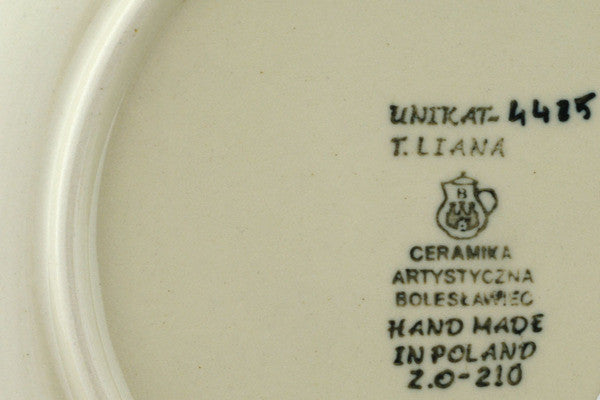 UNIKAT-4485
T. LIANA
B
CERAMIKA
ARTYSTYCZNA
BOLESŁAWIEC
HAND MADE
IN POLAND
Z.0-210